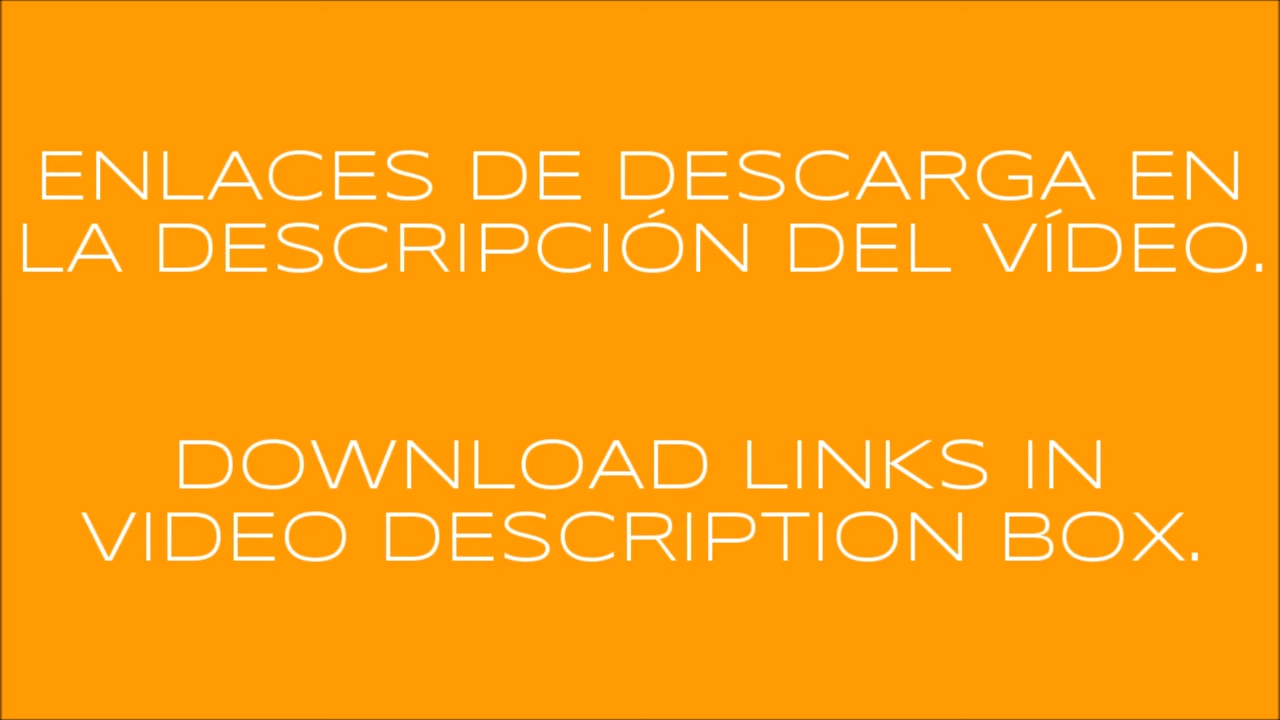 ENLACES DE DESCARGA EN
LA DESCRIPCIÓN DEL VÍDEO.
DOWNLOAD LINKS IN
VIDEO DESCRIPTION BOX.